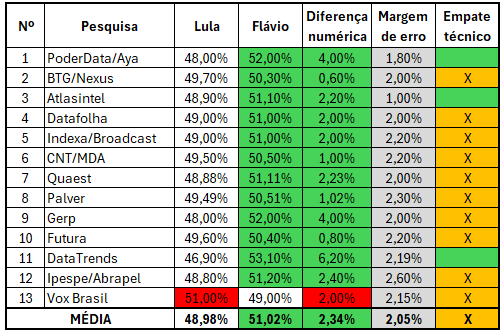 Nº Pesquisa Lula Flávio Diferença numérica Margem de erro Empate técnico
1 PoderData/Aya 48,00% 52,00% 4,00% 1,80%
2 BTG/Nexus 49,70% 50,30% 0,60% 2,00% X
3 Atlasintel 48,90% 51,10% 2,20% 1,00%
4 Datafolha 49,00% 51,00% 2,00% 2,00% X
5 Indexa/Broadcast 49,00% 51,00% 2,00% 2,20% X
6 CNT/MDA 49,50% 50,50% 1,00% 2,20% X
7 Quaest 48,88% 51,11% 2,23% 2,00% X
8 Palver 49,49% 50,51% 1,02% 2,30% X
9 Gerp 48,00% 52,00% 4,00% 2,20% X
10 Futura 49,60% 50,40% 0,80% 2,20% X
11 DataTrends 46,90% 53,10% 6,20% 2,19%
12 Ipespe/Abrapel 48,80% 51,20% 2,40% 2,60% X
13 Vox Brasil 51,00% 49,00% 2,00% 2,15% X
MÉDIA 48,98% 51,02% 2,34% 2,05% X